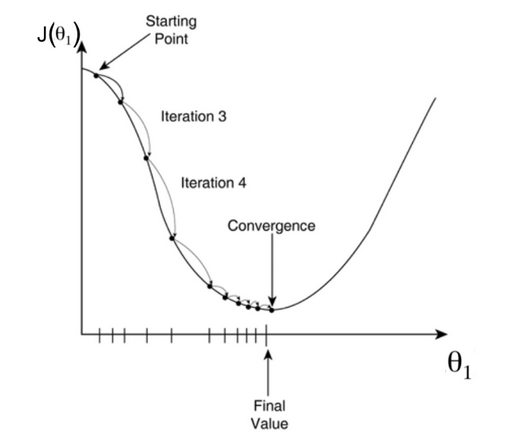 Starting
Point
J(θ₁)
Iteration 3
Iteration 4
Convergence
θ₁
Final
Value